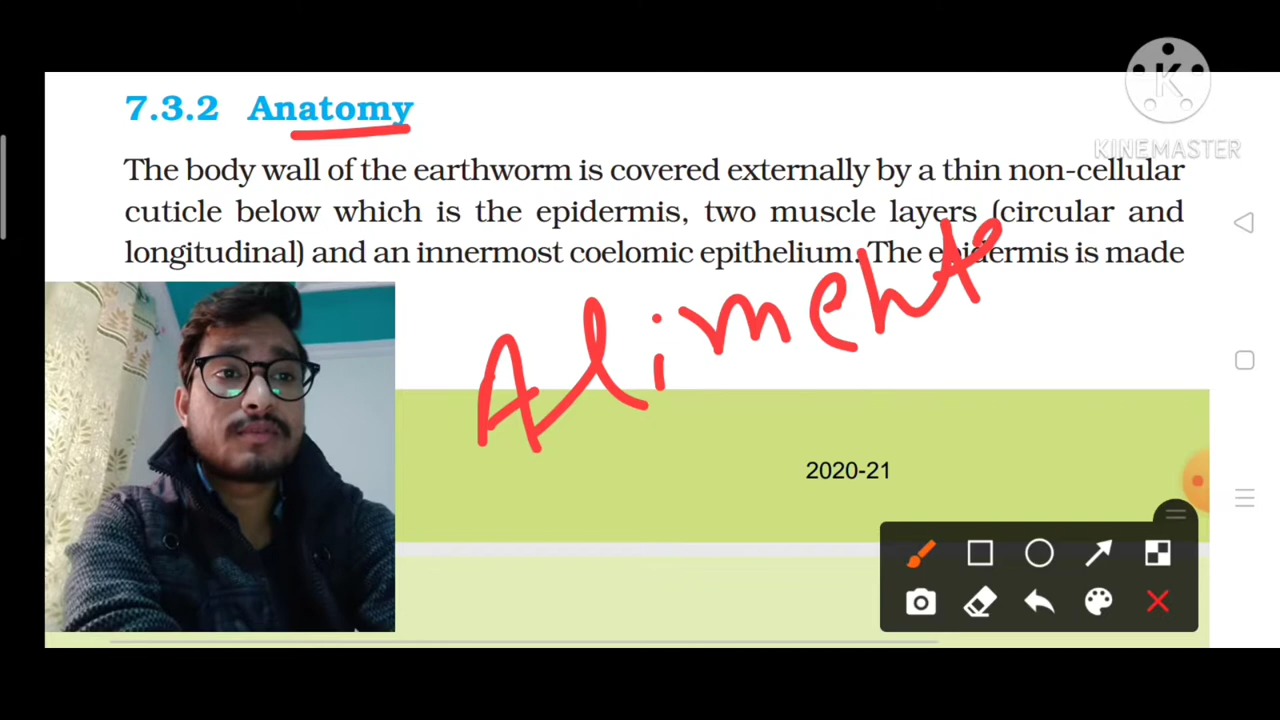 7.3.2 Anatomy
KINEMASTER
The body wall of the earthworm is covered externally by a thin non-cellular
cuticle below which is the epidermis, two muscle layers (circular and
longitudinal) and an innermost coelomic epithelium. The epidermis is made
Aliment
2020-21